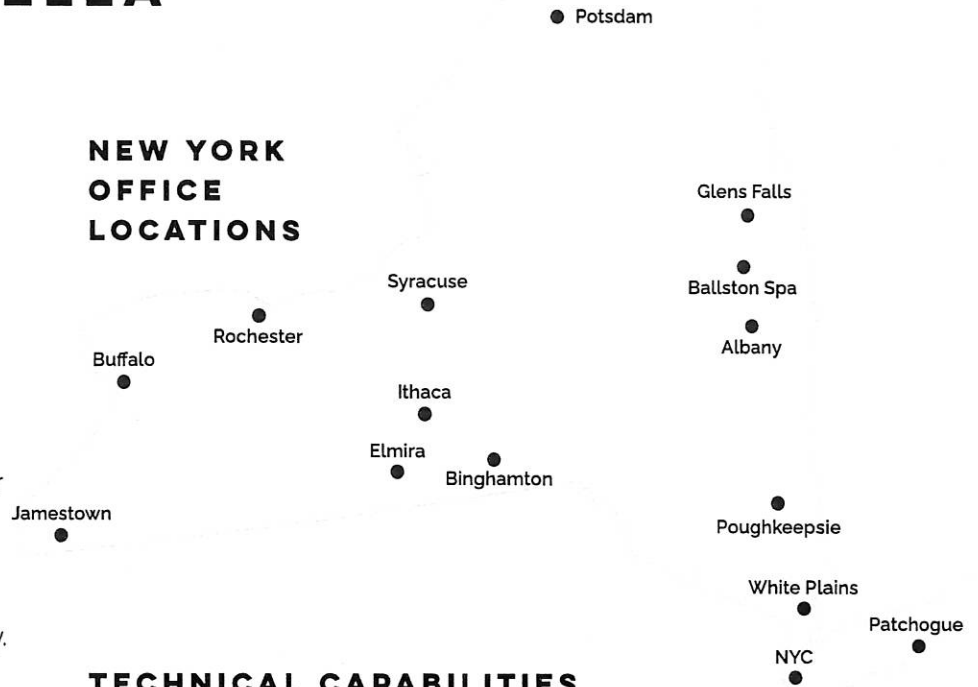 Potsdam
NEW YORK
OFFICE
LOCATIONS
Glens Falls
Syracuse
Ballston Spa
Rochester
Albany
Buffalo
Ithaca
Elmira
Binghamton
Jamestown
Poughkeepsie
White Plains
Patchogue
NYC
TECHNICAL CAPABILITIES